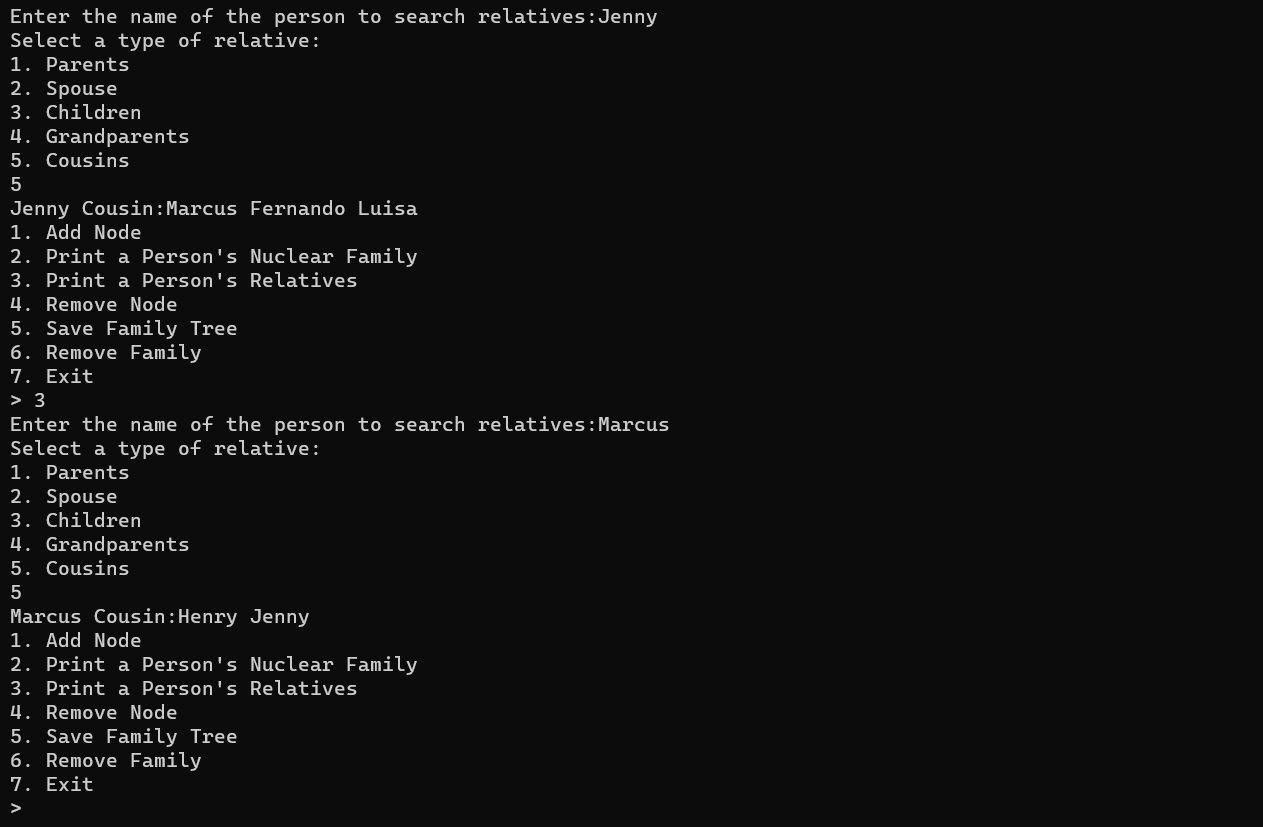 Enter the name of the person to search relatives:Jenny
Select a type of relative:
1. Parents
2. Spouse
3. Children
4. Grandparents
5. Cousins
5
Jenny Cousin:Marcus Fernando Luisa
1. Add Node
2. Print a Person's Nuclear Family
3. Print a Person's Relatives
4. Remove Node
5. Save Family Tree
6. Remove Family
7. Exit
> 3
Enter the name of the person to search relatives:Marcus
Select a type of relative:
1. Parents
2. Spouse
3. Children
4. Grandparents
5. Cousins
5
Marcus Cousin:Henry Jenny
1. Add Node
2. Print a Person's Nuclear Family
3. Print a Person's Relatives
4. Remove Node
5. Save Family Tree
6. Remove Family
7. Exit
>